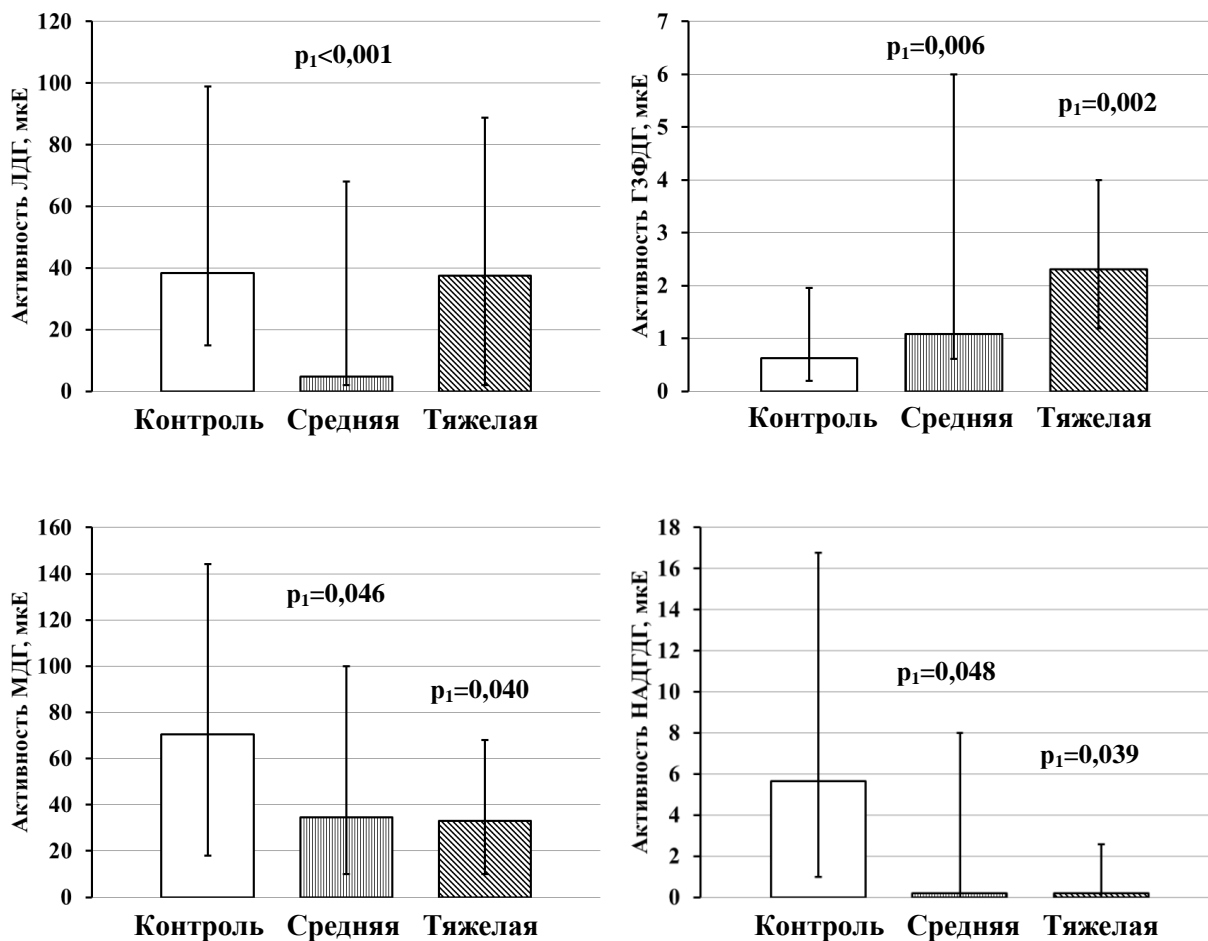 Активность ЛДГ, мкЕ
120
100
80
60
40
20
0
p₁<0,001
Контроль Средняя Тяжелая
Активность Г3ФДГ, мкЕ
7
6
5
4
3
2
1
0
p₁=0,006
p₁=0,002
Контроль Средняя Тяжелая
Активность МДГ, мкЕ
160
140
120
100
80
60
40
20
0
p₁=0,046
p₁=0,040
Контроль Средняя Тяжелая
Активность НАДГДГ, мкЕ
18
16
14
12
10
8
6
4
2
0
p₁=0,048
p₁=0,039
Контроль Средняя Тяжелая